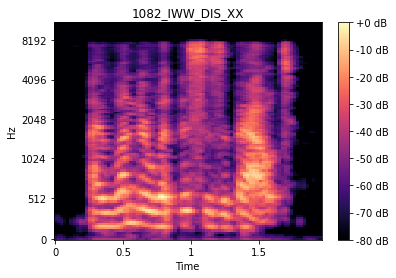 1082_IWW_DIS_XX
8192
4096
2048
1024
512
0
Hz
0
0.5
1
1.5
Time
+0 dB
-10 dB
-20 dB
-30 dB
-40 dB
-50 dB
-60 dB
-70 dB
-80 dB